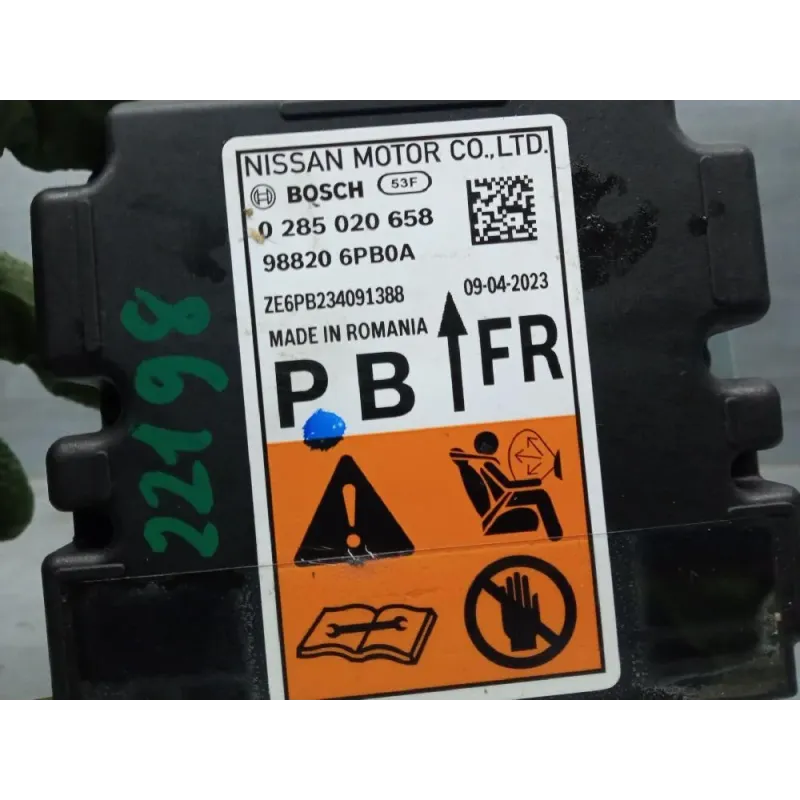 NISSAN MOTOR CO.,LTD.
BOSCH 53F
0 285 020 658
98820 6PB0A
ZE6PB234091388 09-04-2023
MADE IN ROMANIA
PB FR
22198